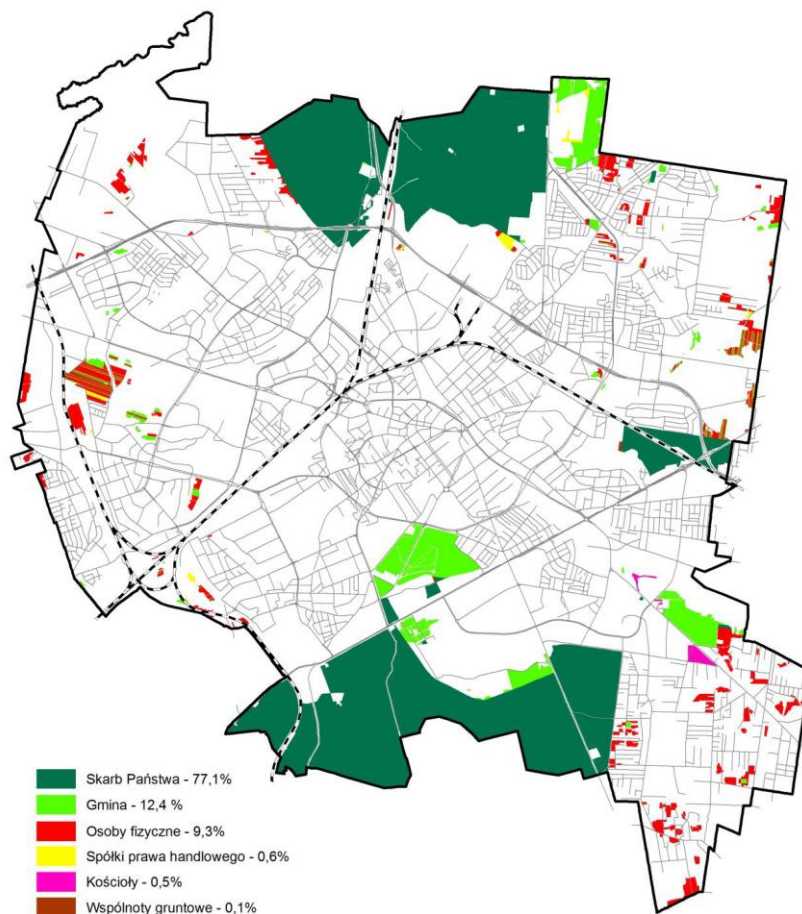 Skarb Państwa - 77,1%
Gmina - 12,4 %
Osoby fizyczne - 9,3%
Spółki prawa handlowego - 0,6%
Kościoły - 0,5%
Wspólnoty gruntowe - 0,1%